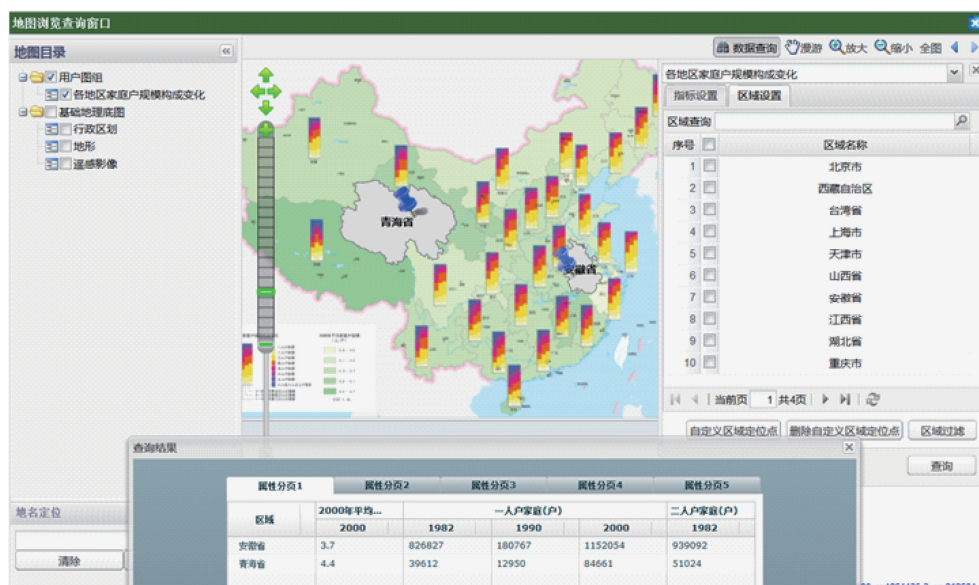 地图浏览查询窗口
地图目录
用户图组
各地区家庭户规模构成变化
基础地理底图
行政区划
地形
遥感影像
数据查询 漫游 放大 缩小 全图
青海省
安徽省
各地区家庭户规模构成变化
指标设置 区域设置
区域查询
序号 区域名称
1 北京市
2 西藏自治区
3 台湾省
4 上海市
5 天津市
6 山西省
7 安徽省
8 江西省
9 湖北省
10 重庆市
当前页 1 共4页
自定义区域定位点 删除自定义区域定位点 区域过滤
查询
地名定位
清除
查询结果
属性分页1 属性分页2 属性分页3 属性分页4 属性分页5
区域 2000年平均... 一人户家庭(户) 二人户家庭(户)
2000 1982 1990 2000 1982
安徽省 3.7 826827 180767 1152054 939092
青海省 4.4 39612 12950 84661 51024